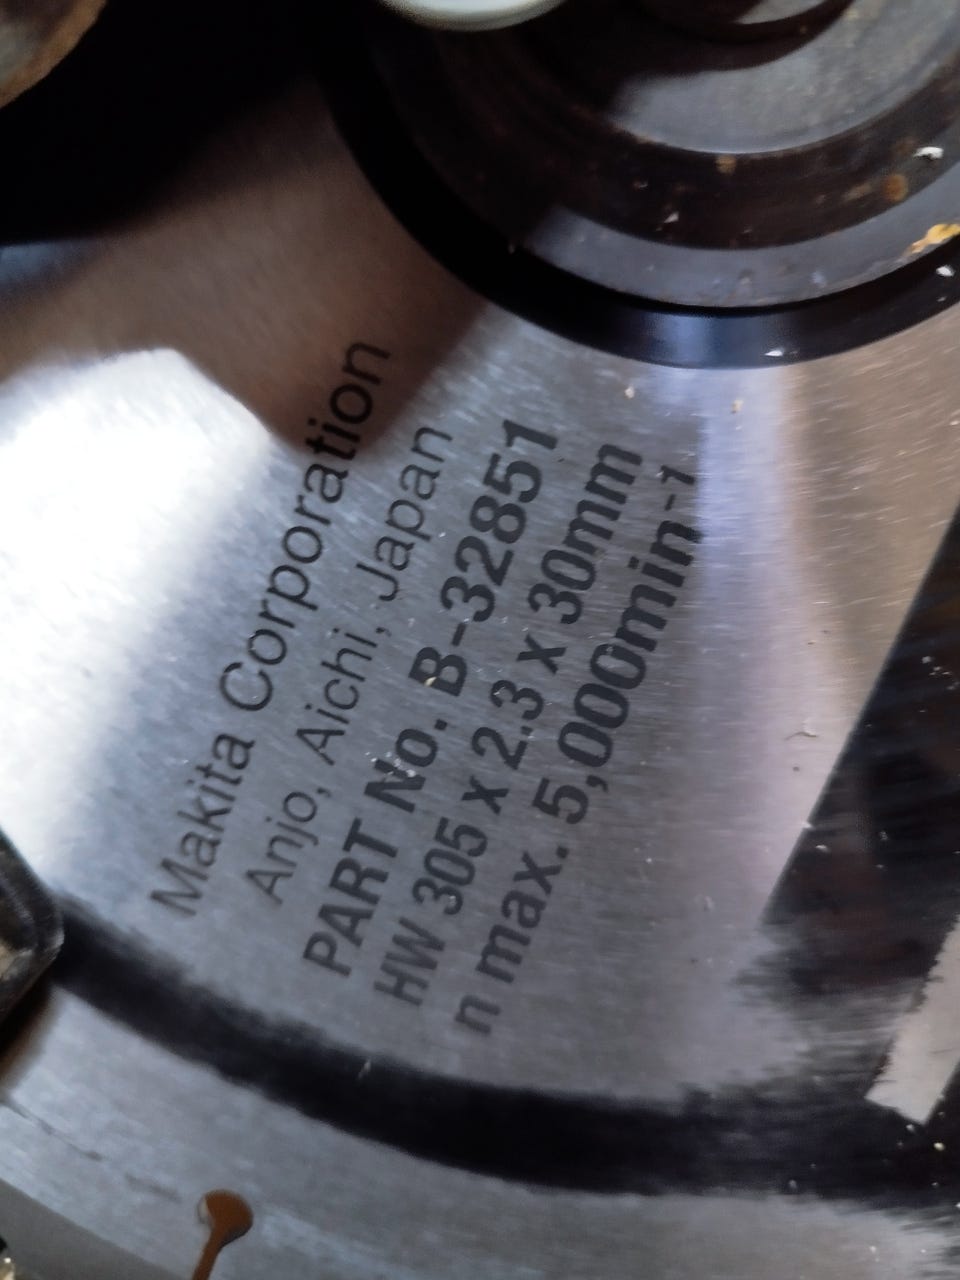 Makita Corporation
Anjo, Aichi, Japan
PART No. B-32851
HW 305 x 2.3 x 30mm
n max. 5,000min⁻¹